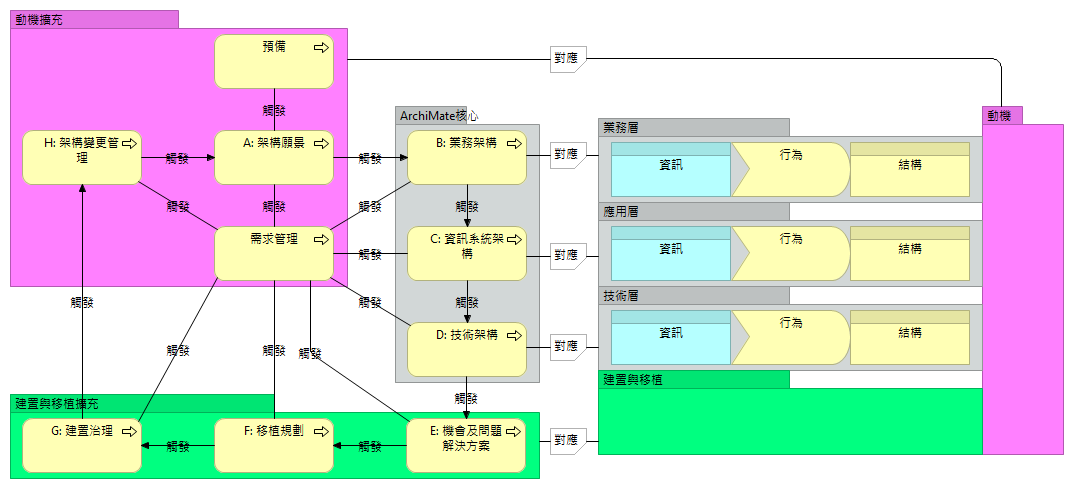 動機擴充
預備
對應
觸發
ArchiMate核心
動機
業務層
H: 架構變更管
理
觸發
A: 架構願景
觸發
B: 業務架構
對應
資訊
行為
結構
觸發
觸發
觸發
觸發
應用層
需求管理
觸發
C: 資訊系統架
構
對應
資訊
行為
結構
觸發
觸發
觸發
技術層
D: 技術架構
對應
資訊
行為
結構
觸發
觸發
觸發
建置與移植
建置與移植擴充
觸發
G: 建置治理
觸發
F: 移植規劃
觸發
E: 機會及問題
解決方案
對應